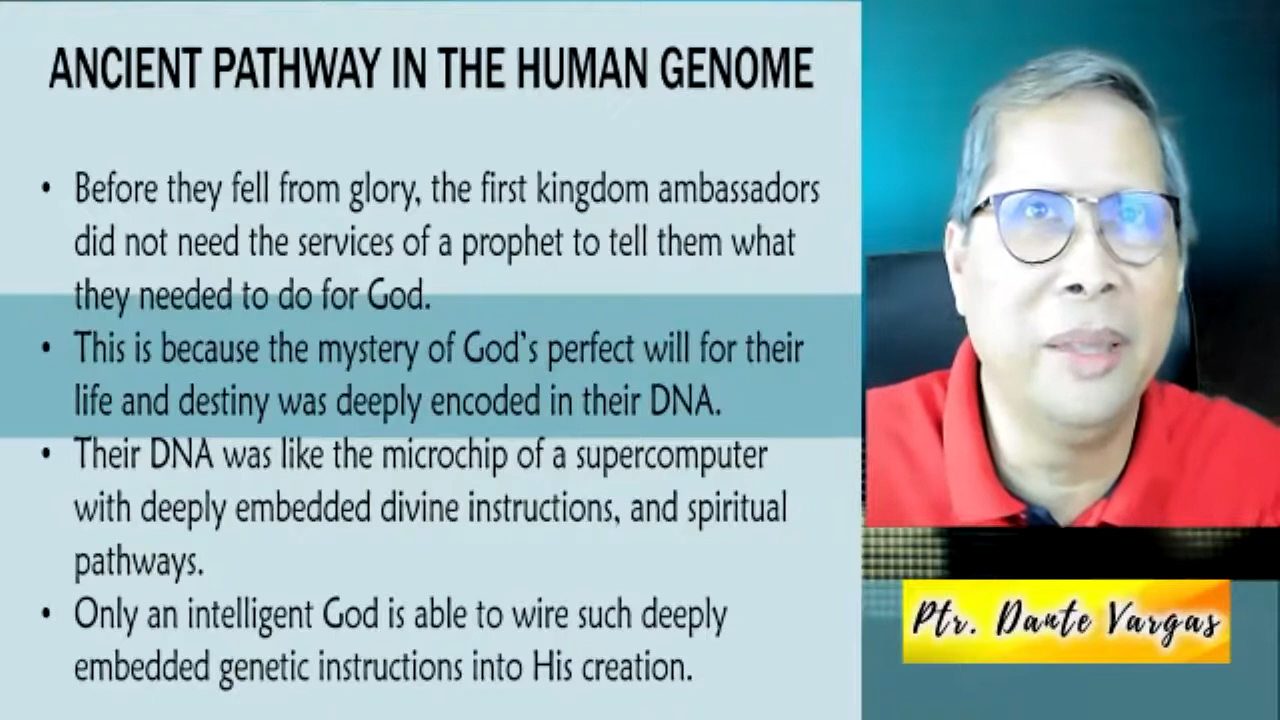 ANCIENT PATHWAY IN THE HUMAN GENOME
• Before they fell from glory, the first kingdom ambassadors
did not need the services of a prophet to tell them what
they needed to do for God.
• This is because the mystery of God's perfect will for their
life and destiny was deeply encoded in their DNA.
• Their DNA was like the microchip of a supercomputer
with deeply embedded divine instructions, and spiritual
pathways.
• Only an intelligent God is able to wire such deeply
embedded genetic instructions into His creation.
Ptr. Dante Vargas